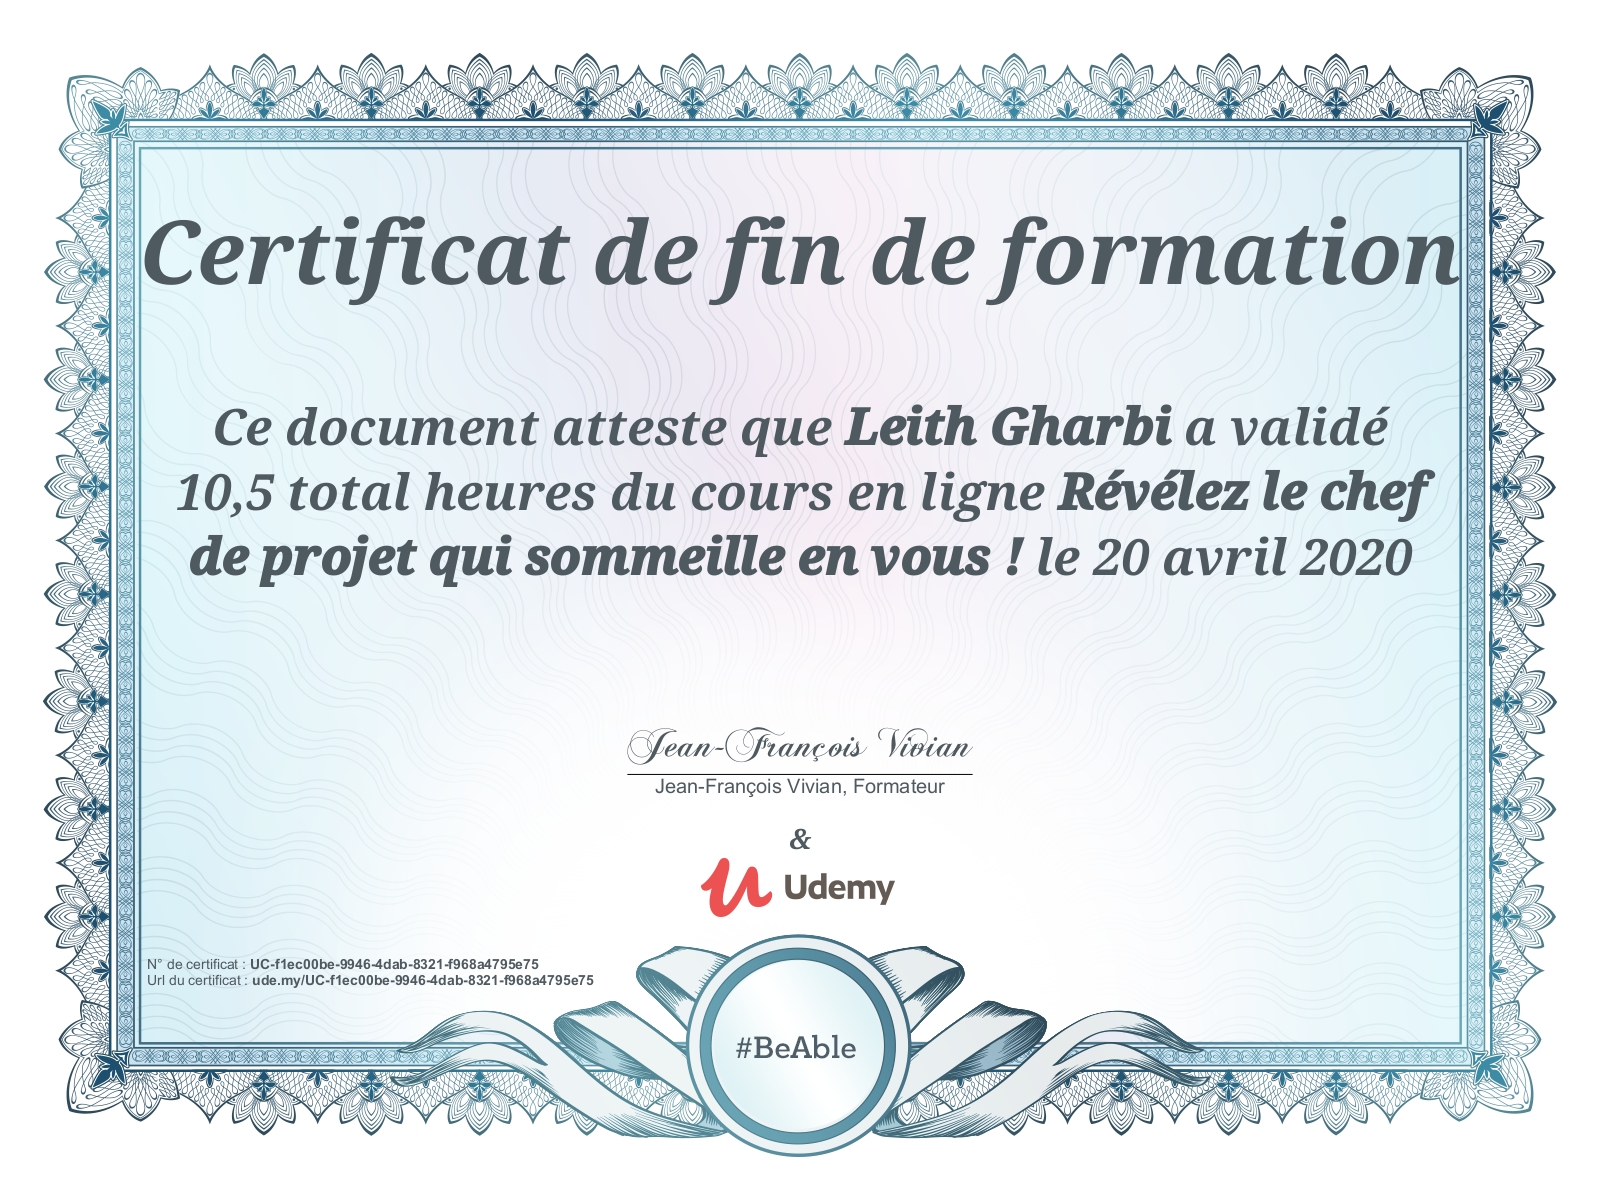 Certificat de fin de formation
Ce document atteste que Leith Gharbi a validé
10,5 total heures du cours en ligne Révélez le chef
de projet qui sommeille en vous ! le 20 avril 2020
Jean-François Vivian
Jean-François Vivian, Formateur
&
Udemy
N° de certificat : UC-f1ec00be-9946-4dab-8321-f968a4795e75
Url du certificat : ude.my/UC-f1ec00be-9946-4dab-8321-f968a4795e75
#BeAble